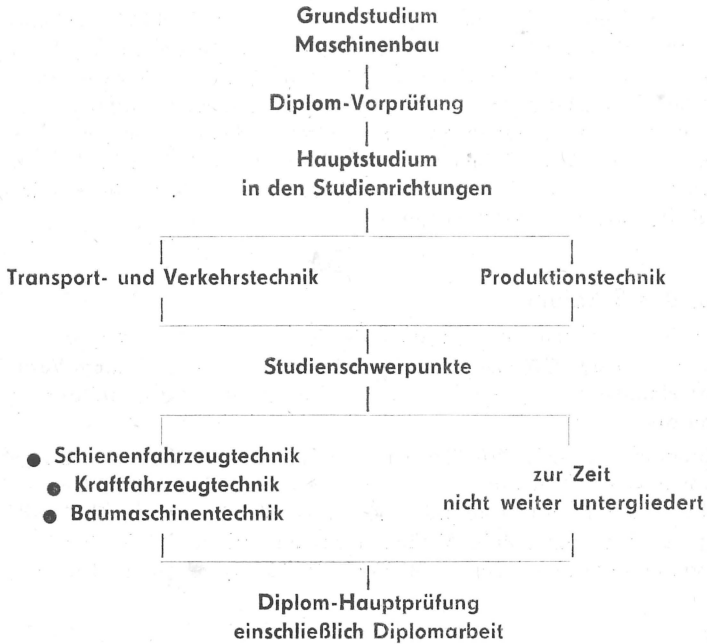 Grundstudium
Maschinenbau
Diplom-Vorprüfung
Hauptstudium
in den Studienrichtungen
Transport- und Verkehrstechnik
Produktionstechnik
Studienschwerpunkte
● Schienenfahrzeugtechnik
● Kraftfahrzeugtechnik
● Baumaschinentechnik
zur Zeit
nicht weiter untergliedert
Diplom-Hauptprüfung
einschließlich Diplomarbeit